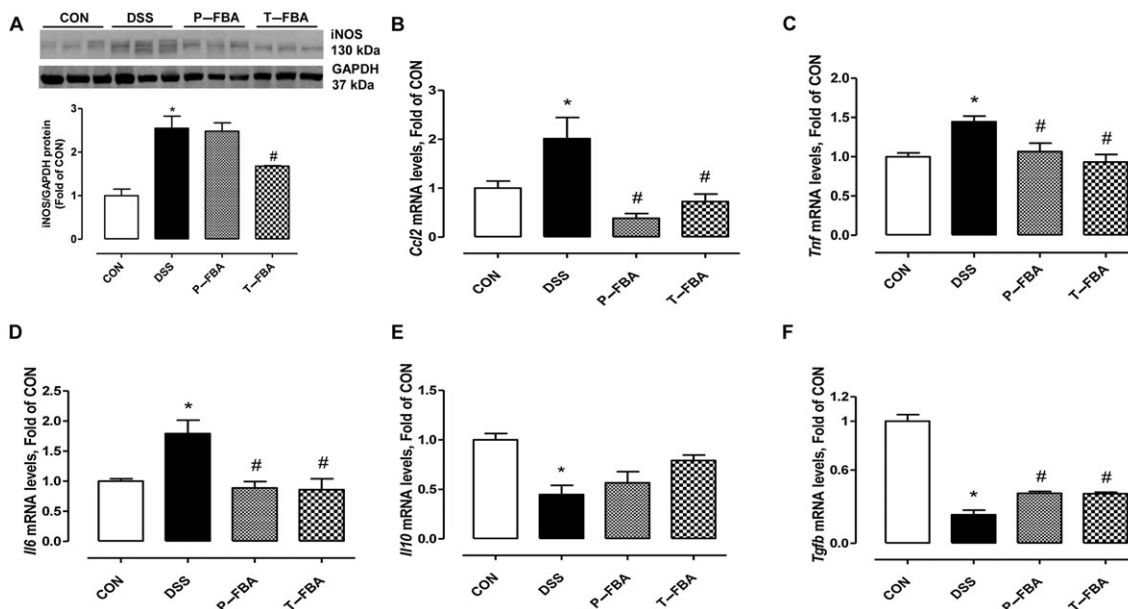 A
CON DSS P–FBA T–FBA
iNOS
130 kDa
GAPDH
37 kDa
iNOS/GAPDH protein
(Fold of CON)
3
2
1
0
*
#
CON DSS P–FBA T–FBA
B
Ccl2 mRNA levels, Fold of CON
3
2
1
0
*
#
#
CON DSS P–FBA T–FBA
C
Tnf mRNA levels, Fold of CON
2.0
1.5
1.0
0.5
0.0
*
#
#
CON DSS P–FBA T–FBA
D
Il6 mRNA levels, Fold of CON
2.5
2.0
1.5
1.0
0.5
0.0
*
#
#
CON DSS P–FBA T–FBA
E
Il10 mRNA levels, Fold of CON
1.5
1.0
0.5
0.0
*
CON DSS P–FBA T–FBA
F
Tgfb mRNA levels, Fold of CON
1.2
1
0.6
0.0
*
#
#
CON DSS P–FBA T–FBA